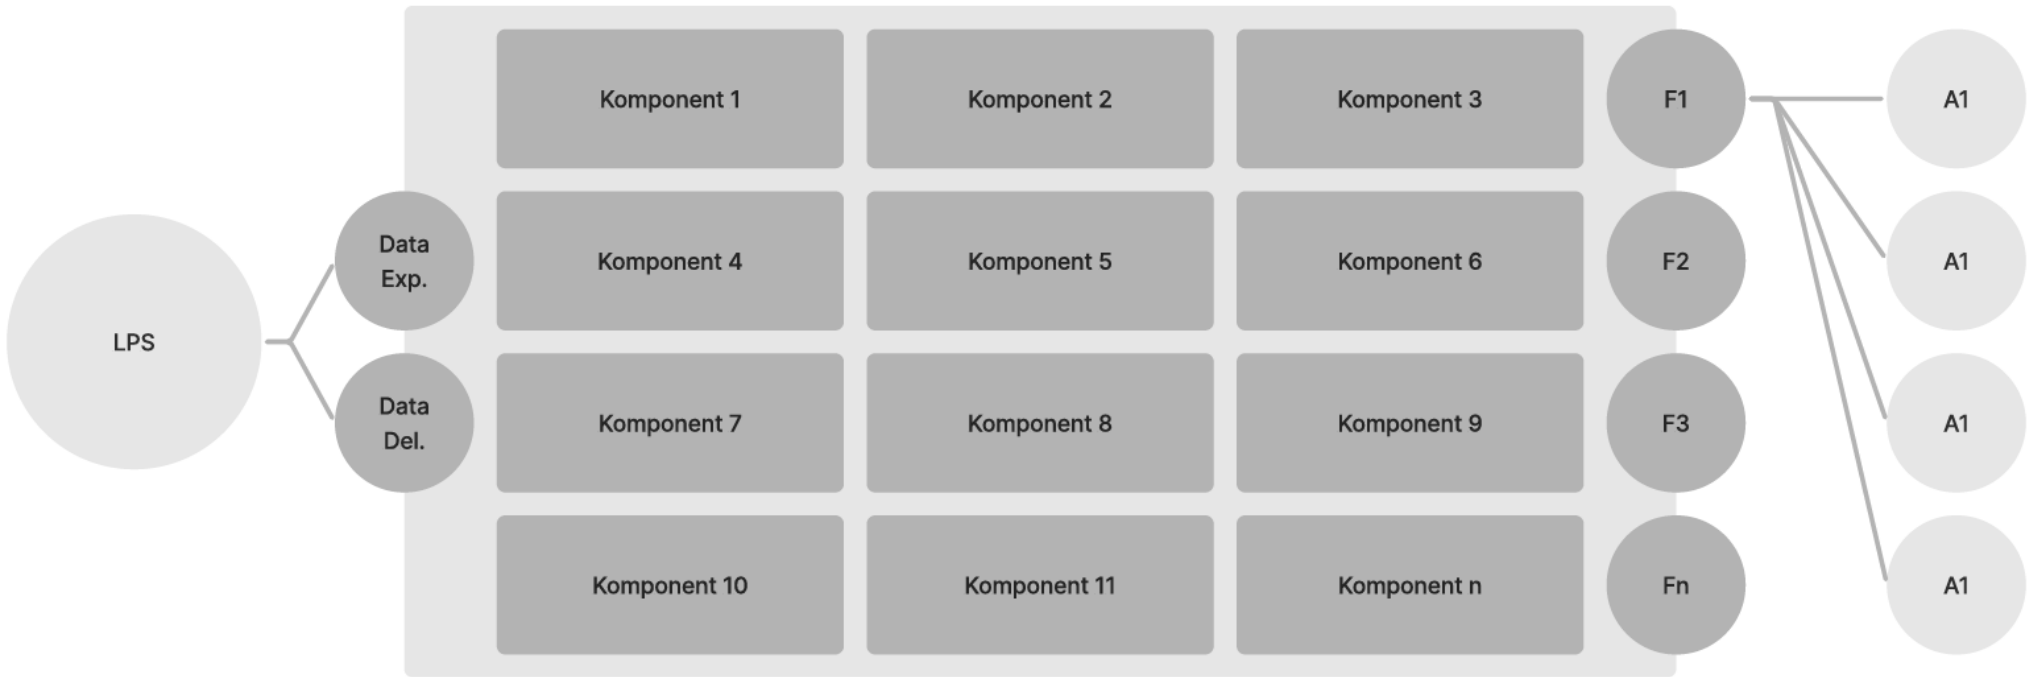 Komponent 1
Komponent 2
Komponent 3
F1
A1
Data
Exp.
Komponent 4
Komponent 5
Komponent 6
F2
A1
LPS
Data
Del.
Komponent 7
Komponent 8
Komponent 9
F3
A1
Komponent 10
Komponent 11
Komponent n
Fn
A1